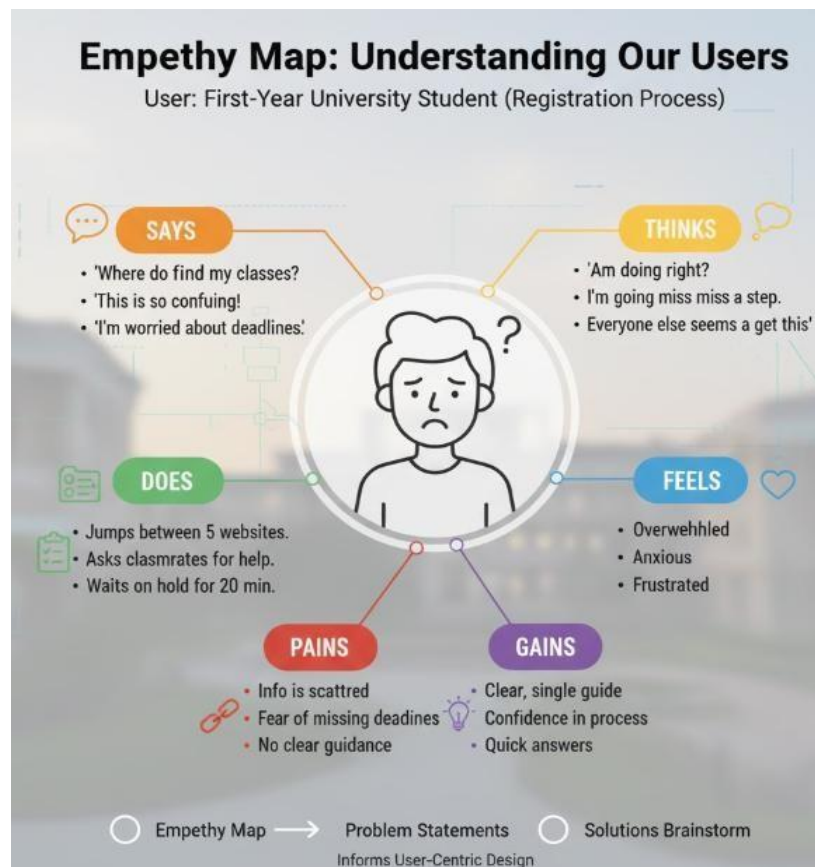 Empethy Map: Understanding Our Users
User: First-Year University Student (Registration Process)
SAYS
• 'Where do find my classes?
• 'This is so confuing!
• 'I'm worried about deadlines.'
THINKS
• 'Am doing right?
• I'm going miss miss a step.
• Everyone else seems a get this'
?
DOES
• Jumps between 5 websites.
• Asks clasmrates for help.
• Waits on hold for 20 min.
FEELS
• Overwehhled
• Anxious
• Frustrated
PAINS
• Info is scattred
• Fear of missing deadines
• No clear guidance
GAINS
• Clear, single guide
• Confidence in process
• Quick answers
Empethy Map → Problem Statements Solutions Brainstorm
Informs User-Centric Design